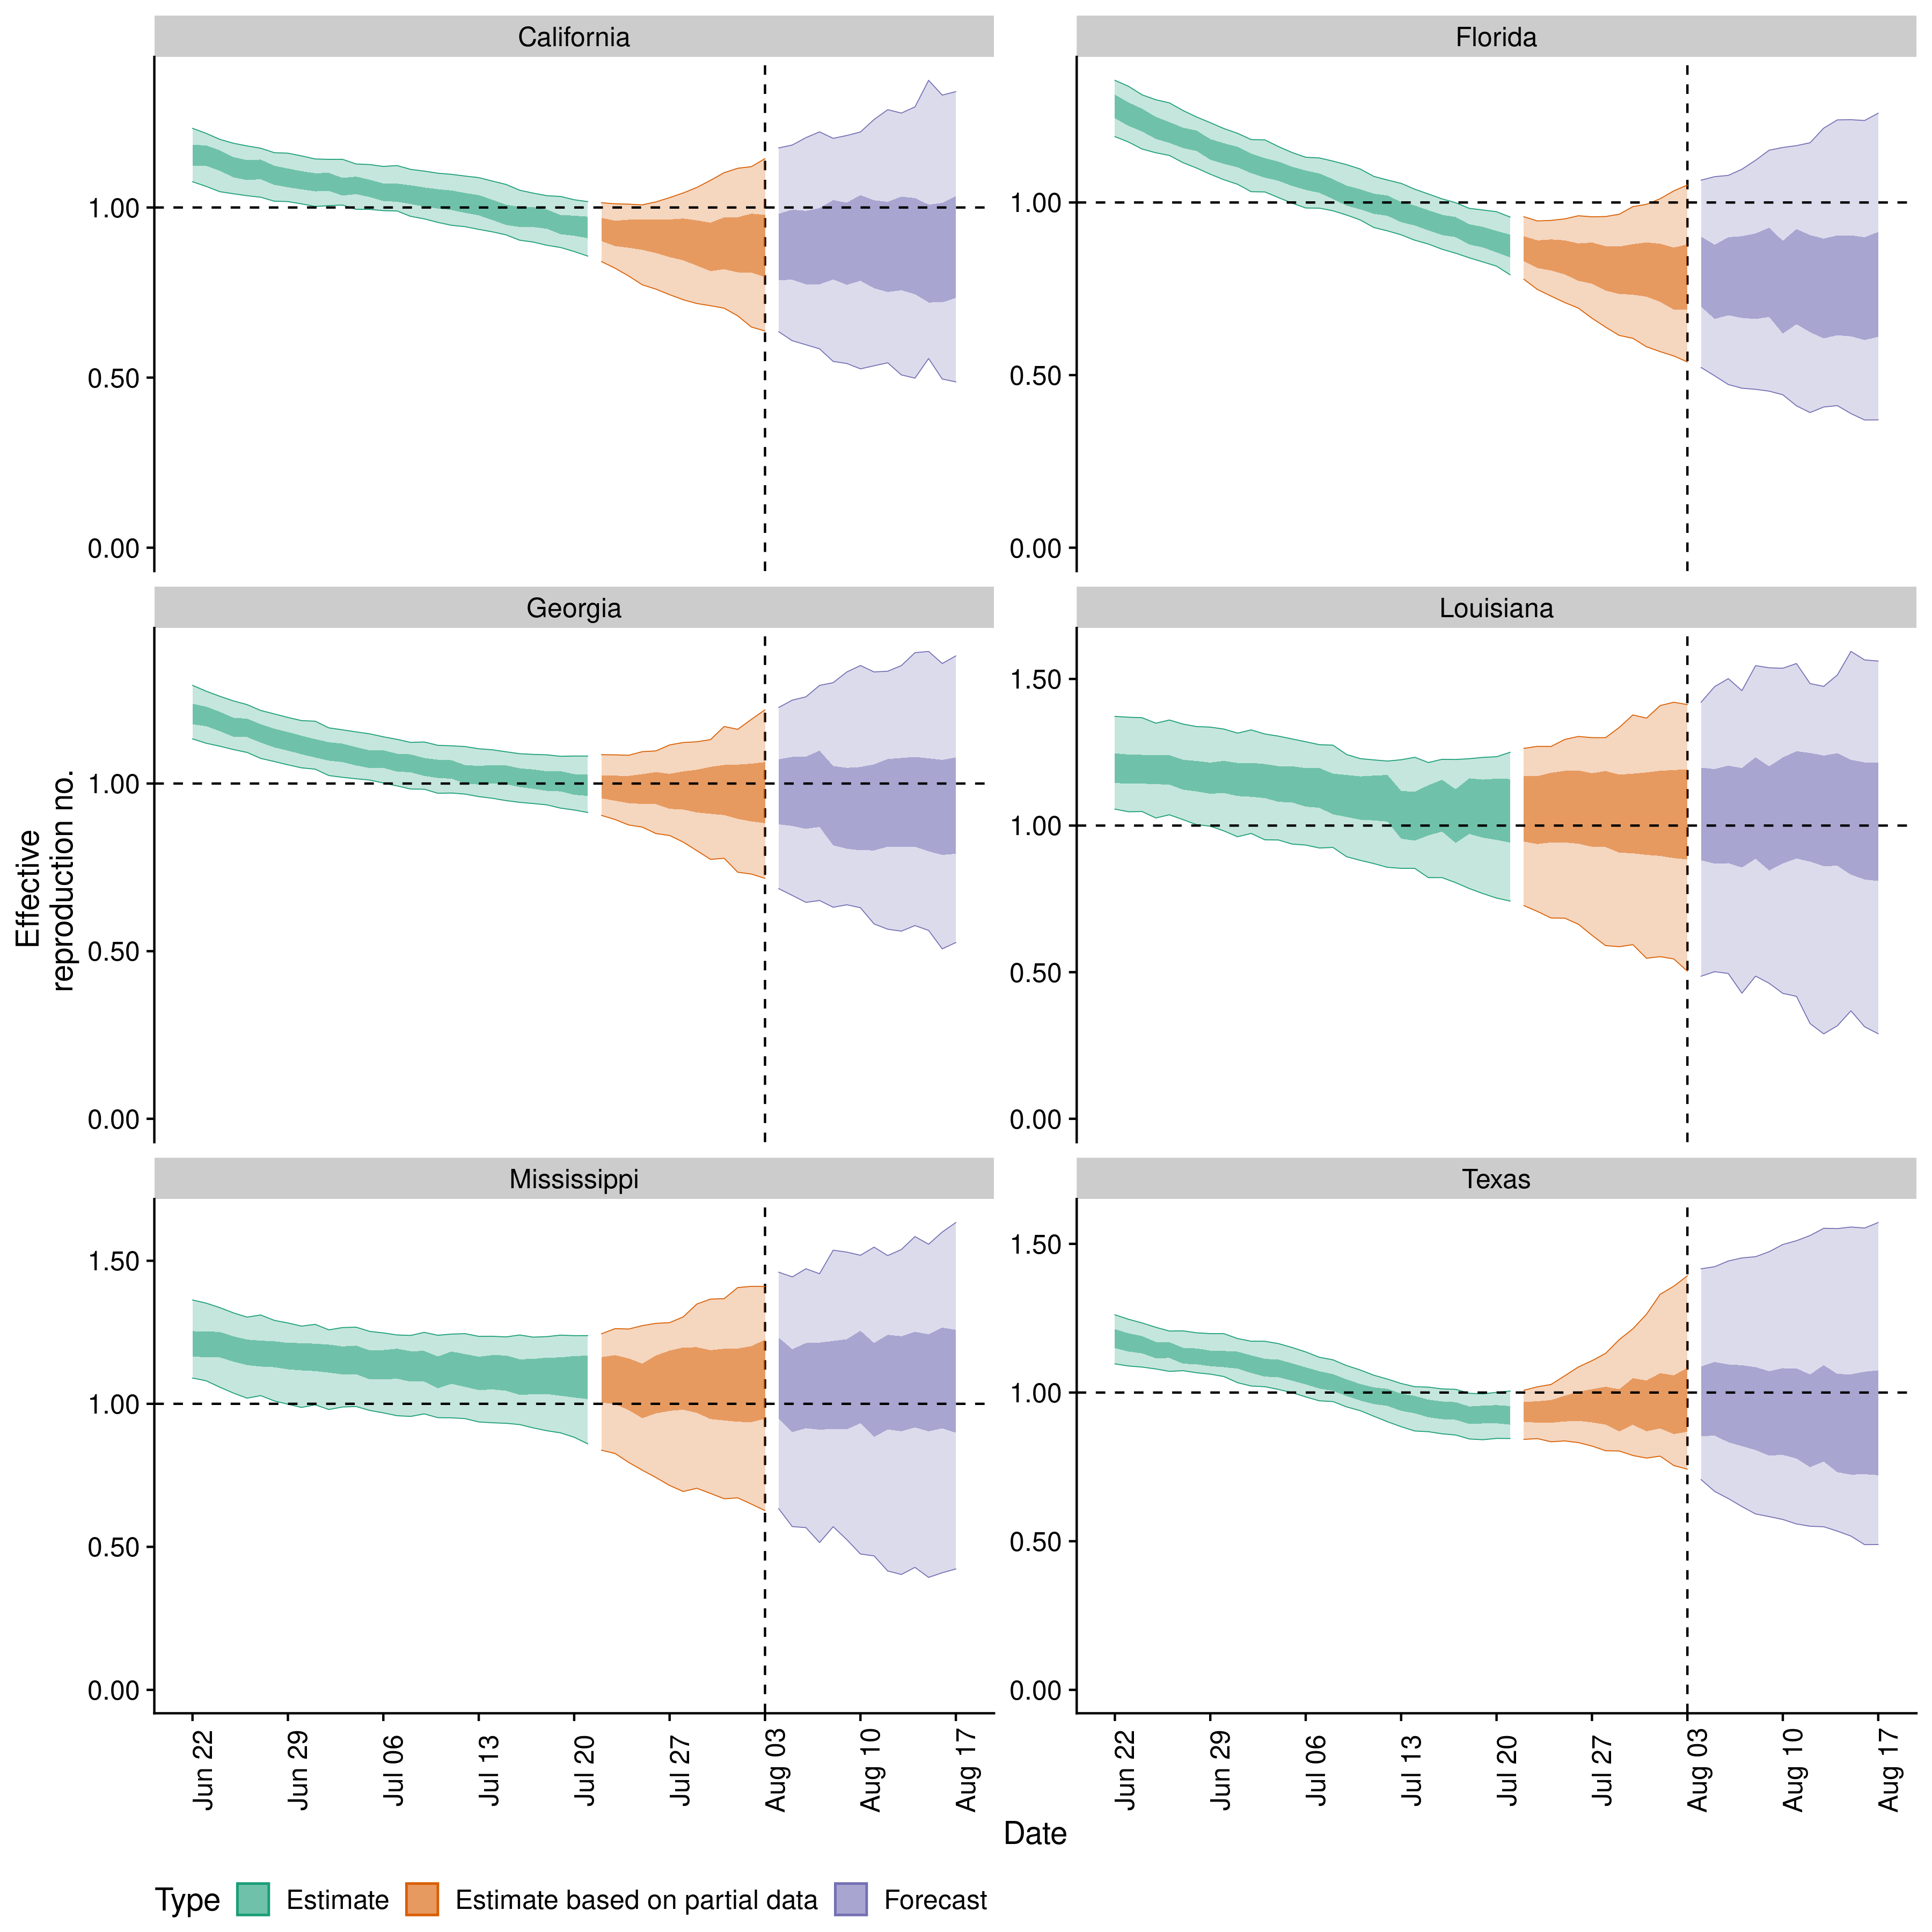 California
Florida
1.00
0.50
0.00
1.00
0.50
0.00
Georgia
Louisiana
1.00
0.50
0.00
1.50
1.00
0.50
0.00
Effective
reproduction no.
Mississippi
Texas
1.50
1.00
0.50
0.00
1.50
1.00
0.50
0.00
Jun 22
Jun 29
Jul 06
Jul 13
Jul 20
Jul 27
Aug 03
Aug 10
Aug 17
Jun 22
Jun 29
Jul 06
Jul 13
Jul 20
Jul 27
Aug 03
Aug 10
Aug 17
Date
Type Estimate Estimate based on partial data Forecast